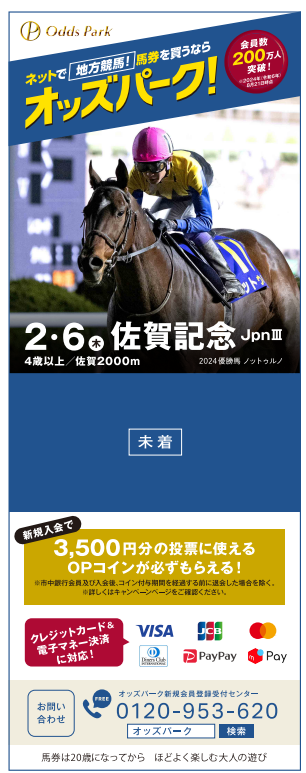 Odds Park
ネットで 地方競馬! 馬券を買うなら
オッズパーク!
会員数
200万人
突破!
※2024年(令和6年)
8月21日時点
2・6 木 佐賀記念 JpnⅢ
4歳以上/佐賀2000m
2024優勝馬 ノットゥルノ
未着
新規入会で
3,500円分の投票に使える
OPコインが必ずもらえる!
※市中銀行会員及び入会後、コイン付与期間を経過する前に退会した場合を除く。
※詳しくはキャンペーンページをご確認ください。
クレジットカード&
電子マネー決済
に対応!
VISA JCB mastercard
Diners Club INTERNATIONAL PayPay Pay
お問い
合わせ
FREE
オッズパーク新規会員登録受付センター
0120-953-620
オッズパーク 検索
馬券は20歳になってから ほどよく楽しむ大人の遊び